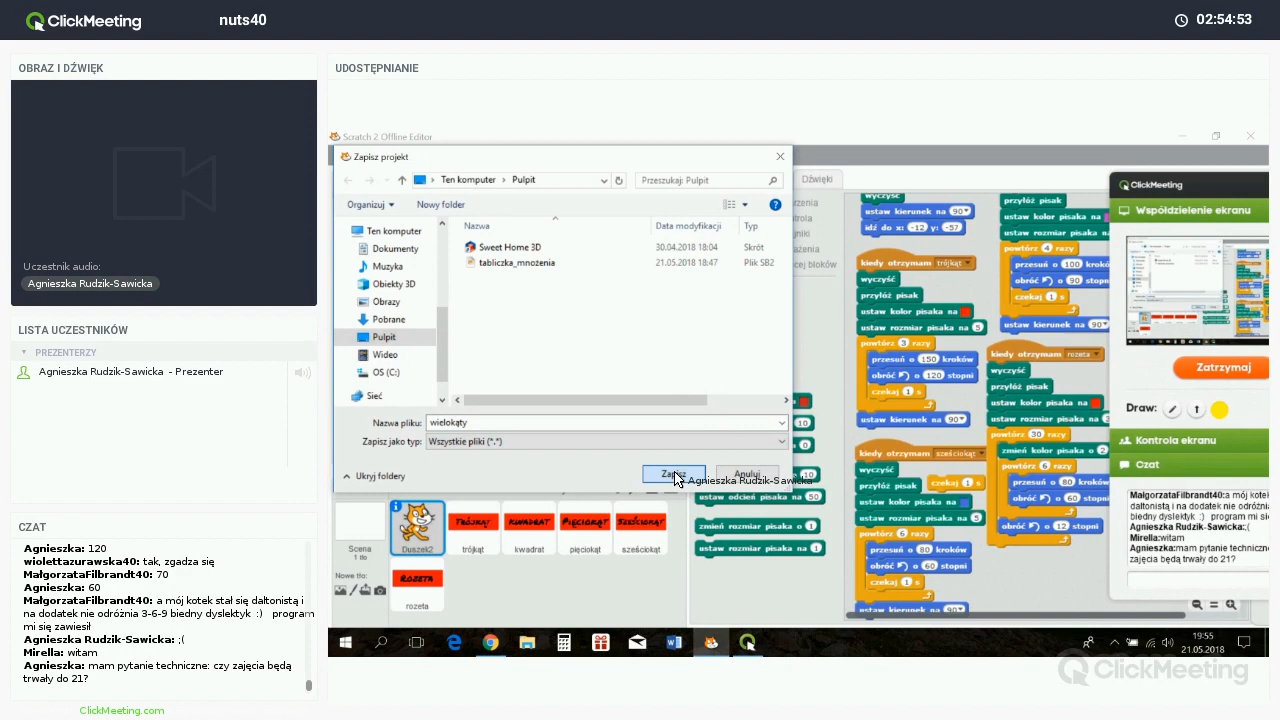 ClickMeeting
nuts40
02:54:53
OBRAZ I DŹWIĘK
Uczestnik audio:
Agnieszka Rudzik-Sawicka
LISTA UCZESTNIKÓW
PREZENTERZY
Agnieszka Rudzik-Sawicka - Presenter
CZAT
Agnieszka: 120
wiolettazurawska40: tak, zgadza się
MałgorzataFilbrandt40: 70
Agnieszka: 60
MałgorzataFilbrandt40: a mój kotek stał się daltonistą i
na dodatek nie odróżnia 3-6-9 biedny dyslektyk :) program
mi się zawiesił
Agnieszka Rudzik-Sawicka: ;(
Mirella: witam
Agnieszka: mam pytanie techniczne: czy zajęcia będą
trwały do 21?
ClickMeeting.com
UDOSTĘPNIANIE
Scratch 2 Offline Editor
Zapisz projekt
Ten komputer
Pulpit
Przeszukaj: Pulpit
Organizuj
Nowy folder
Ten komputer
Dokumenty
Muzyka
Obiekty 3D
Obrazy
Pobrane
Pulpit
Wideo
OS (C:)
Sieć
Nazwa
Data modyfikacji
Typ
Sweet Home 3D
30.04.2018 18:04
Skrót
tabliczka_mnożenia
21.05.2018 18:47
Plik SB2
Nazwa pliku:
wielokąty
Zapisz jako typ:
Wszystkie pliki (*.*)
Ukryj foldery
Zapisz
Anuluj
Agnieszka Rudzik-Sawicka
Dźwięki
10
0
10
ustaw odcień pisaka na 50
zmień rozmiar pisaka o 1
ustaw rozmiar pisaka na 1
Scena
1 tło
Nowe tło:
Duszek2
TRÓJKĄT
trójkąt
KWADRAT
kwadrat
PIĘCIOKĄT
pięciokąt
SZEŚCIOKĄT
sześciokąt
ROZETA
rozeta
wyczyść
ustaw kierunek na 90
idź do x: -12 y: -57
kiedy otrzymam trójkąt
wyczyść
przyłóż pisak
ustaw kolor pisaka na
ustaw rozmiar pisaka na 5
powtórz 3 razy
przesuń o 150 kroków
obróć o 120 stopni
czekaj 1 s
ustaw kierunek na 90
kiedy otrzymam sześciokąt
wyczyść
przyłóż pisak
czekaj 1 s
ustaw kolor pisaka na
ustaw rozmiar pisaka na 5
powtórz 6 razy
przesuń o 80 kroków
obróć o 60 stopni
czekaj 1 s
ustaw kierunek na 90
przyłóż pisak
ustaw kolor pisaka na
ustaw rozmiar pisaka na
powtórz 4 razy
przesuń o 100 kroków
obróć o 90 stopni
czekaj 1 s
ustaw kierunek na 90
kiedy otrzymam rozeta
wyczyść
przyłóż pisak
ustaw kolor pisaka na
ustaw rozmiar pisaka na
powtórz 30 razy
zmień kolor pisaka o
powtórz 6 razy
przesuń o 80 kroków
obróć o 60 stopni
obróć o 12 stopni
ClickMeeting
Współdzielenie ekranu
Zatrzymaj
Draw:
Kontrola ekranu
Czat
MałgorzataFilbrandt40:a mój kotek
daltonistą i na dodatek nie odróżnia
biedny dyslektyk :) program mi się
Agnieszka Rudzik-Sawicka:;(
Mirella:witam
Agnieszka:mam pytanie techniczne
zajęcia będą trwały do 21?
19:55
21.05.2018
ClickMeeting